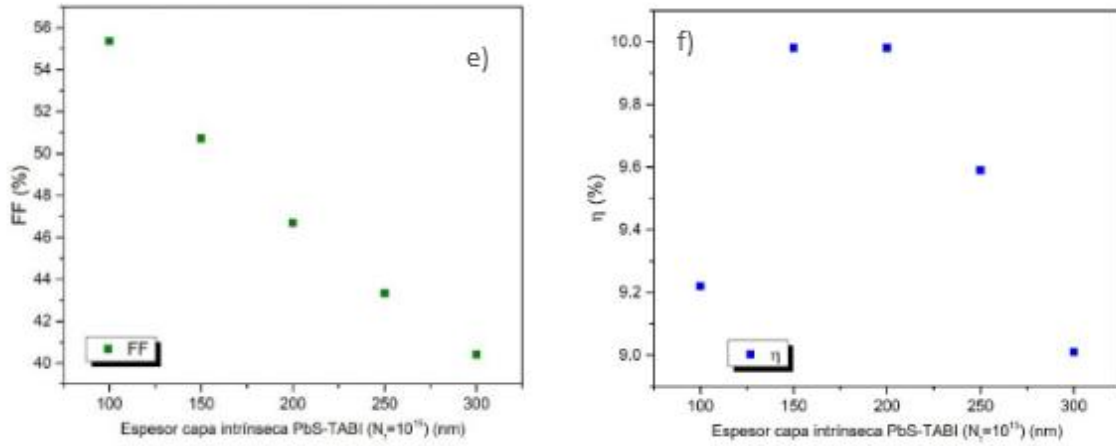 e)
56
54
52
50
48
46
44
42
40
FF (%)
FF
100 150 200 250 300
Espesor capa intrínseca PbS-TABI (Nt=10¹⁵) (nm)
f)
10.0
9.8
9.6
9.4
9.2
9.0
η (%)
η
100 150 200 250 300
Espesor capa intrínseca PbS-TABI (Nt=10¹⁵) (nm)